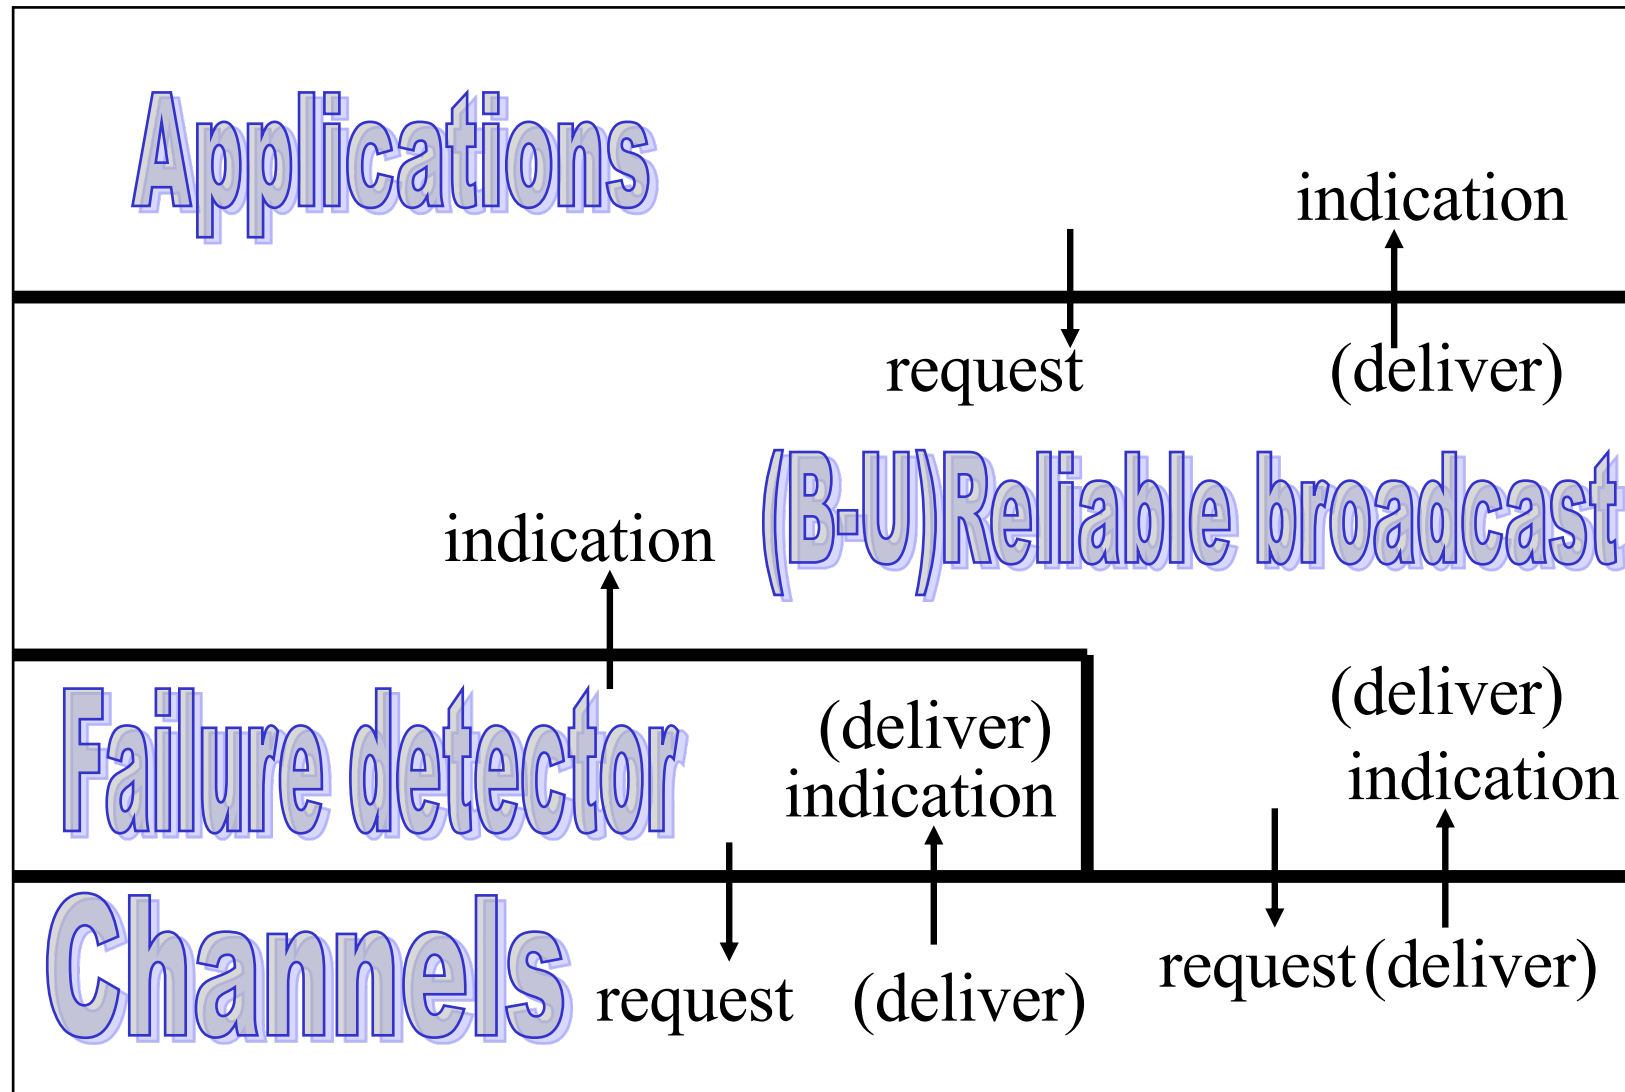 Applications
indication
request (deliver)
(B-U)Reliable broadcast
indication
Failure detector
(deliver)
indication
(deliver)
indication
Channels
request (deliver)
request (deliver)